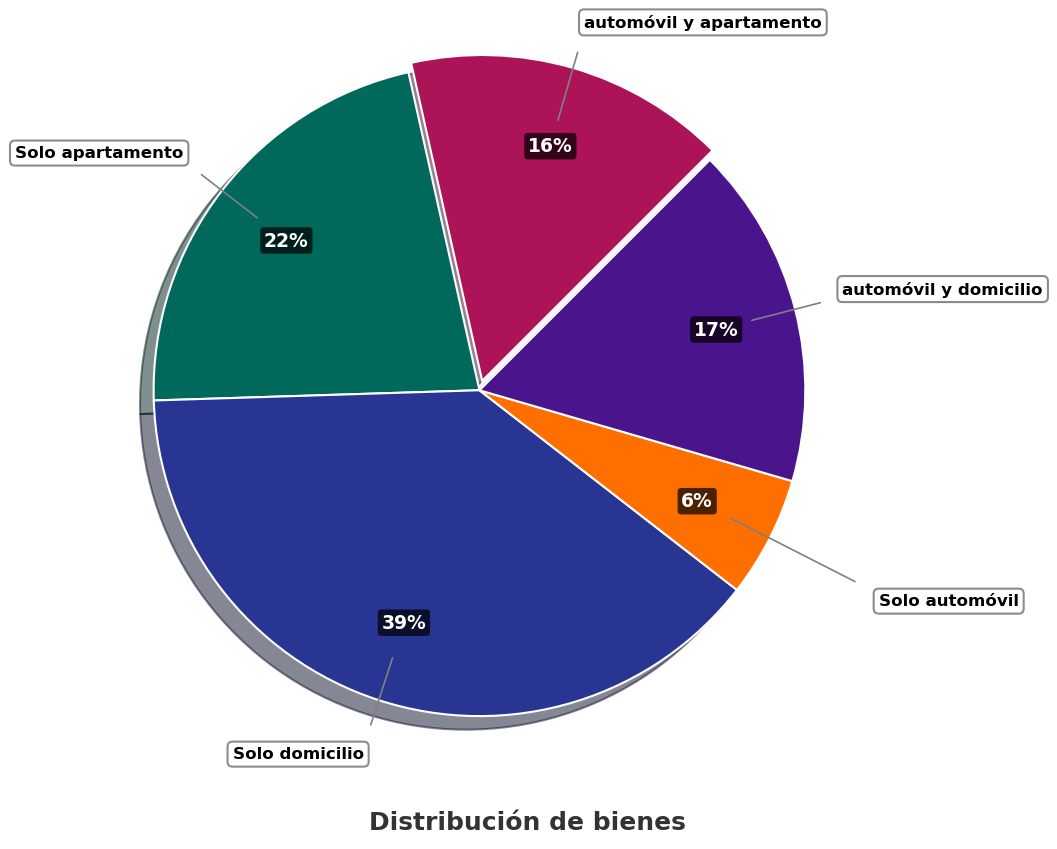 automóvil y apartamento
16%
Solo apartamento
22%
automóvil y domicilio
17%
6%
Solo automóvil
39%
Solo domicilio
Distribución de bienes